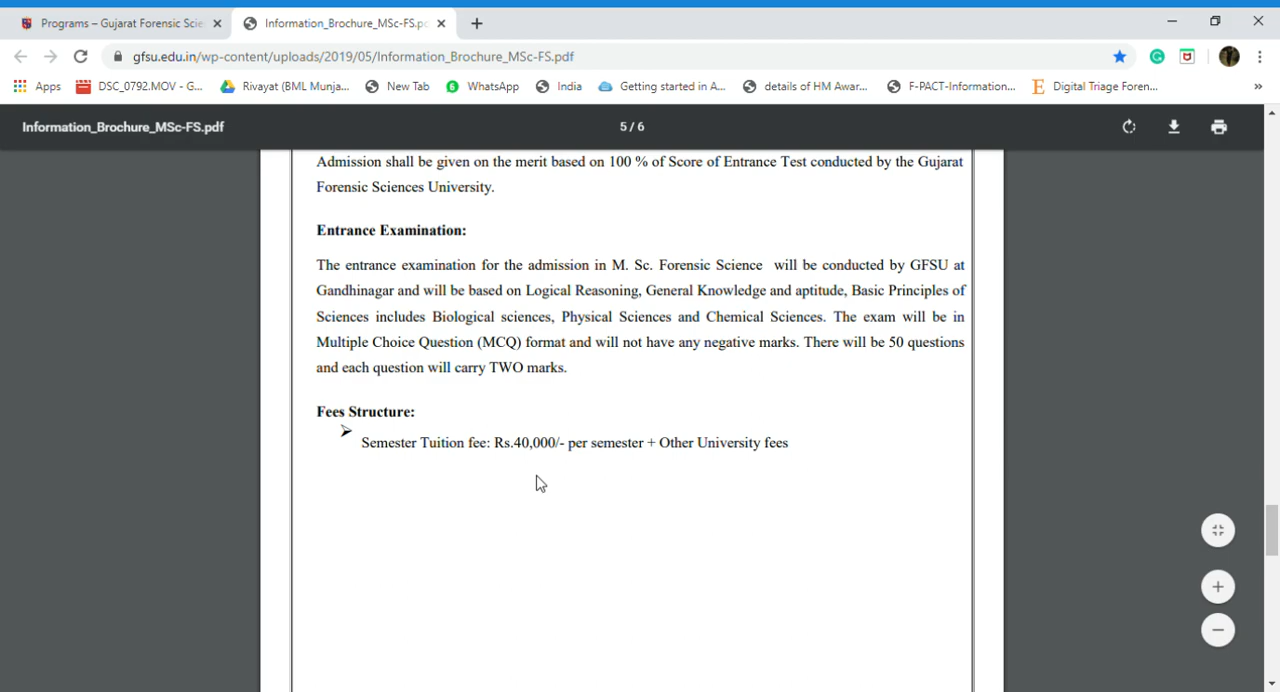 Programs – Gujarat Forensic Scie
Information_Brochure_MSc-FS.pc
gfsu.edu.in/wp-content/uploads/2019/05/Information_Brochure_MSc-FS.pdf
Apps
DSC_0792.MOV - G...
Rivayat (BML Munja...
New Tab
6
WhatsApp
India
Getting started in A...
details of HM Awar...
F-PACT-Information...
E
Digital Triage Foren...
»
Information_Brochure_MSc-FS.pdf
5 / 6
Admission shall be given on the merit based on 100 % of Score of Entrance Test conducted by the Gujarat
Forensic Sciences University.
Entrance Examination:
The entrance examination for the admission in M. Sc. Forensic Science will be conducted by GFSU at
Gandhinagar and will be based on Logical Reasoning, General Knowledge and aptitude, Basic Principles of
Sciences includes Biological sciences, Physical Sciences and Chemical Sciences. The exam will be in
Multiple Choice Question (MCQ) format and will not have any negative marks. There will be 50 questions
and each question will carry TWO marks.
Fees Structure:
➤ Semester Tuition fee: Rs.40,000/- per semester + Other University fees